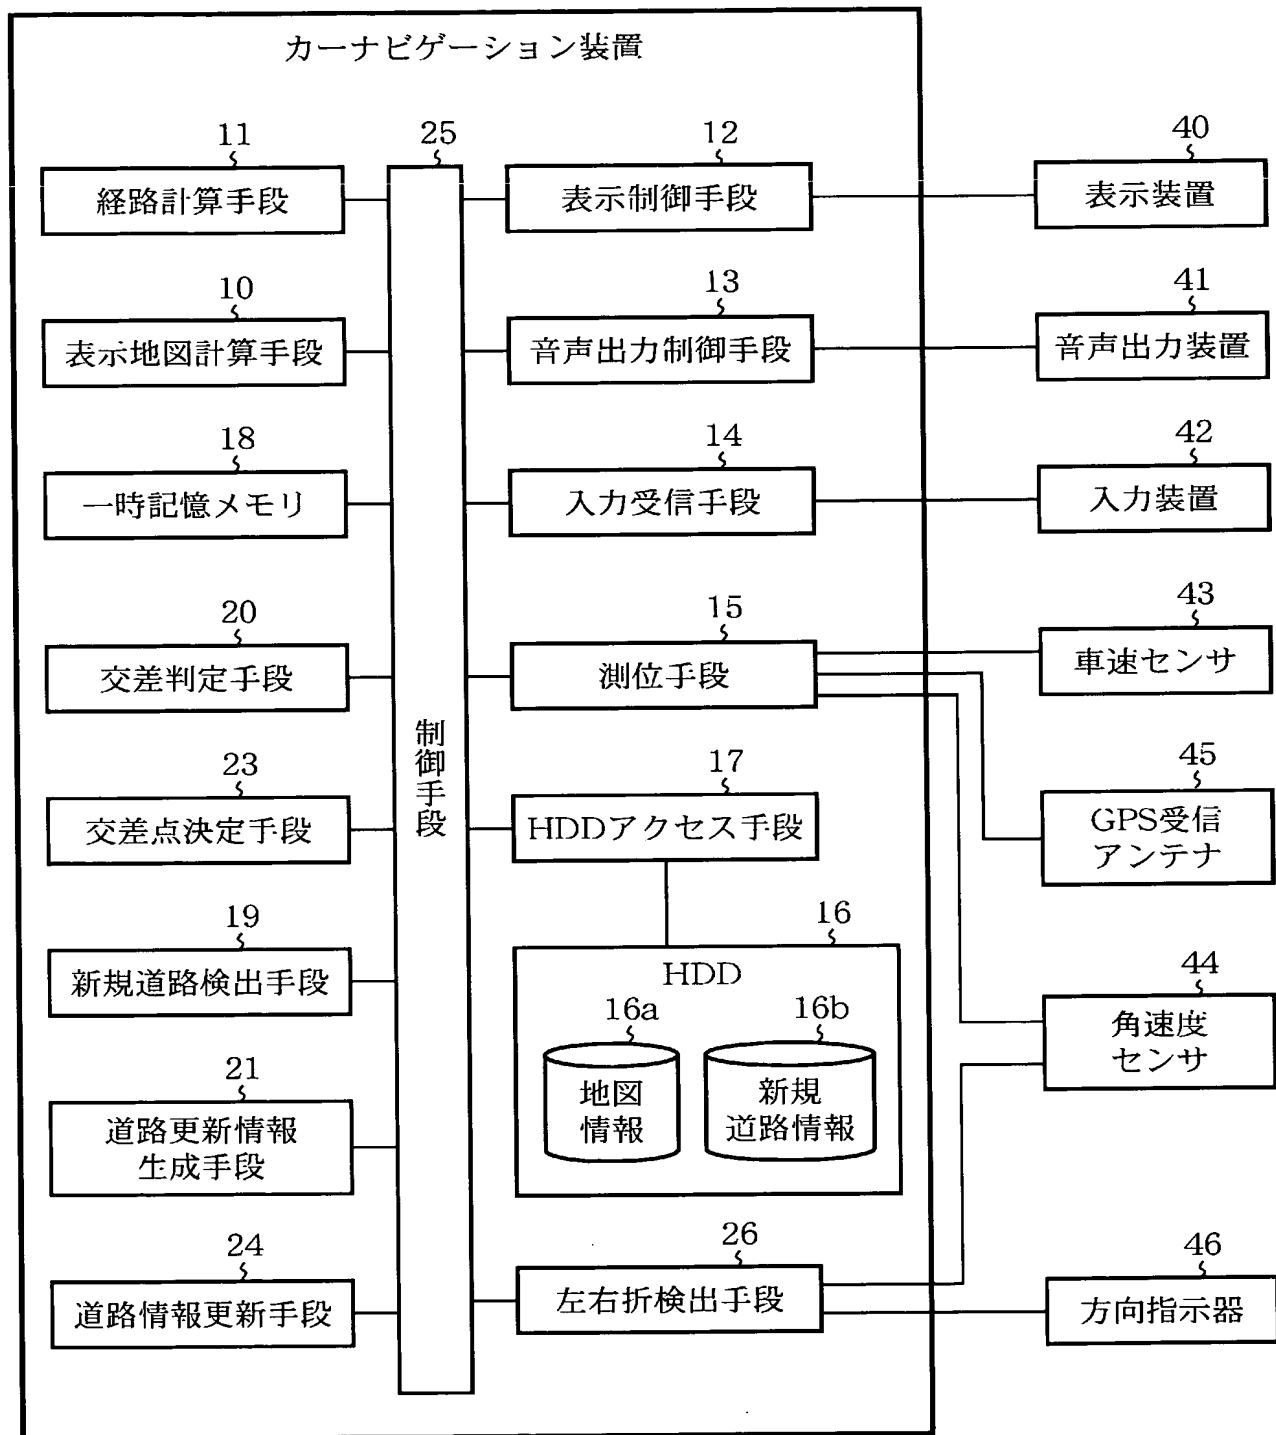 カーナビゲーション装置
11
25
12
40
経路計算手段
表示制御手段
表示装置
10
13
41
表示地図計算手段
音声出力制御手段
音声出力装置
18
14
42
一時記憶メモリ
入力受信手段
入力装置
20
15
43
交差判定手段
測位手段
車速センサ
制御手段
23
17
45
交差点決定手段
HDDアクセス手段
GPS受信
アンテナ
19
16
44
新規道路検出手段
HDD
16a
16b
地図
情報
新規
道路情報
角速度
センサ
21
道路更新情報
生成手段
24
26
46
道路情報更新手段
左右折検出手段
方向指示器